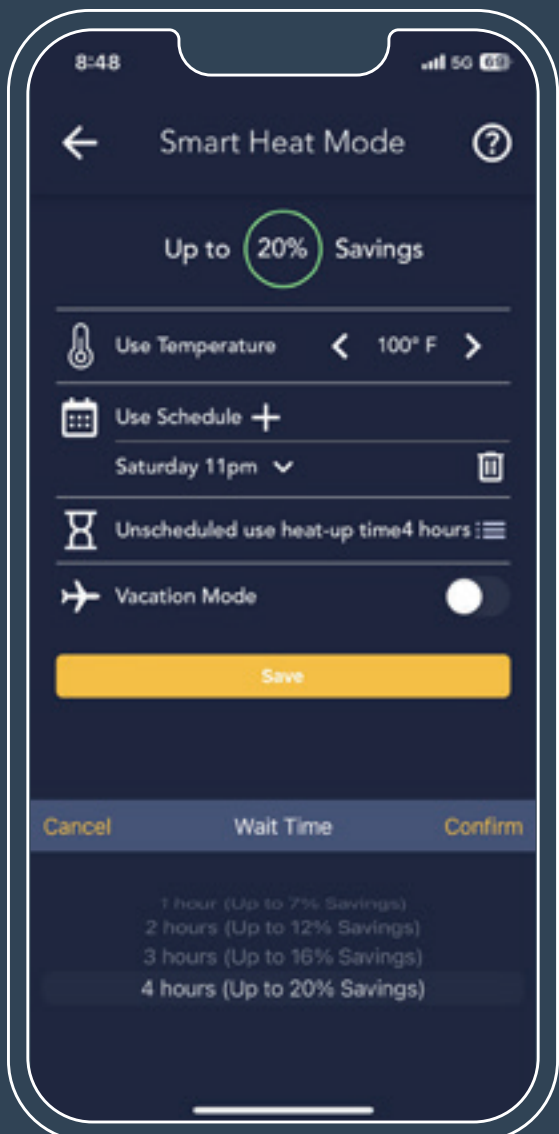 8:48 5G 69
Smart Heat Mode ?
Up to 20% Savings
Use Temperature 100° F
Use Schedule +
Saturday 11pm
Unscheduled use heat-up time4 hours
Vacation Mode
Save
Cancel Wait Time Confirm
1 hour (Up to 7% Savings)
2 hours (Up to 12% Savings)
3 hours (Up to 16% Savings)
4 hours (Up to 20% Savings)